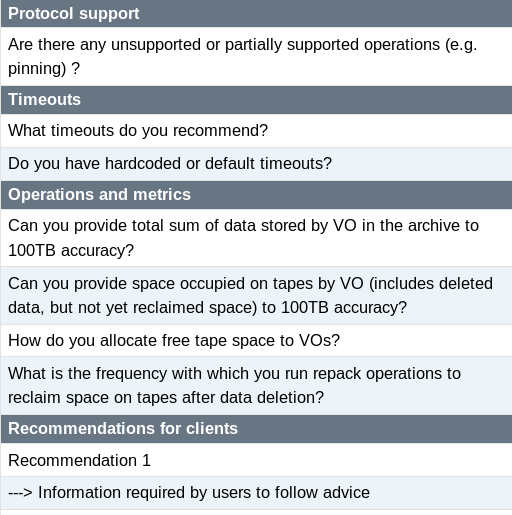 Protocol support
Are there any unsupported or partially supported operations (e.g.
pinning) ?
Timeouts
What timeouts do you recommend?
Do you have hardcoded or default timeouts?
Operations and metrics
Can you provide total sum of data stored by VO in the archive to
100TB accuracy?
Can you provide space occupied on tapes by VO (includes deleted
data, but not yet reclaimed space) to 100TB accuracy?
How do you allocate free tape space to VOs?
What is the frequency with which you run repack operations to
reclaim space on tapes after data deletion?
Recommendations for clients
Recommendation 1
---> Information required by users to follow advice